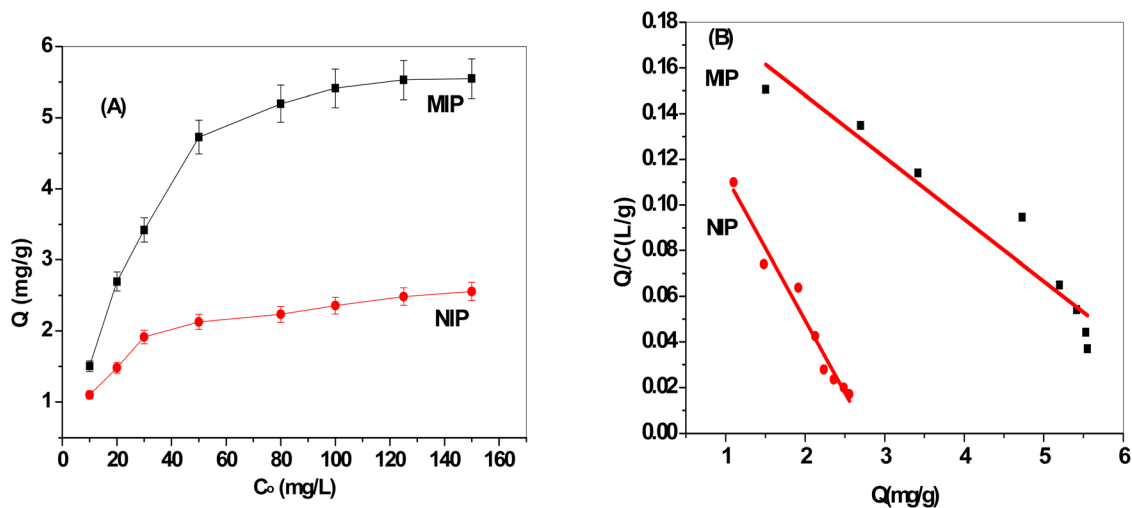 (A)
MIP
NIP
Q (mg/g)
6
5
4
3
2
1
0 20 40 60 80 100 120 140 160
Co (mg/L)
(B)
MIP
NIP
Q/C(L/g)
0.18
0.16
0.14
0.12
0.10
0.08
0.06
0.04
0.02
0.00
1 2 3 4 5 6
Q(mg/g)